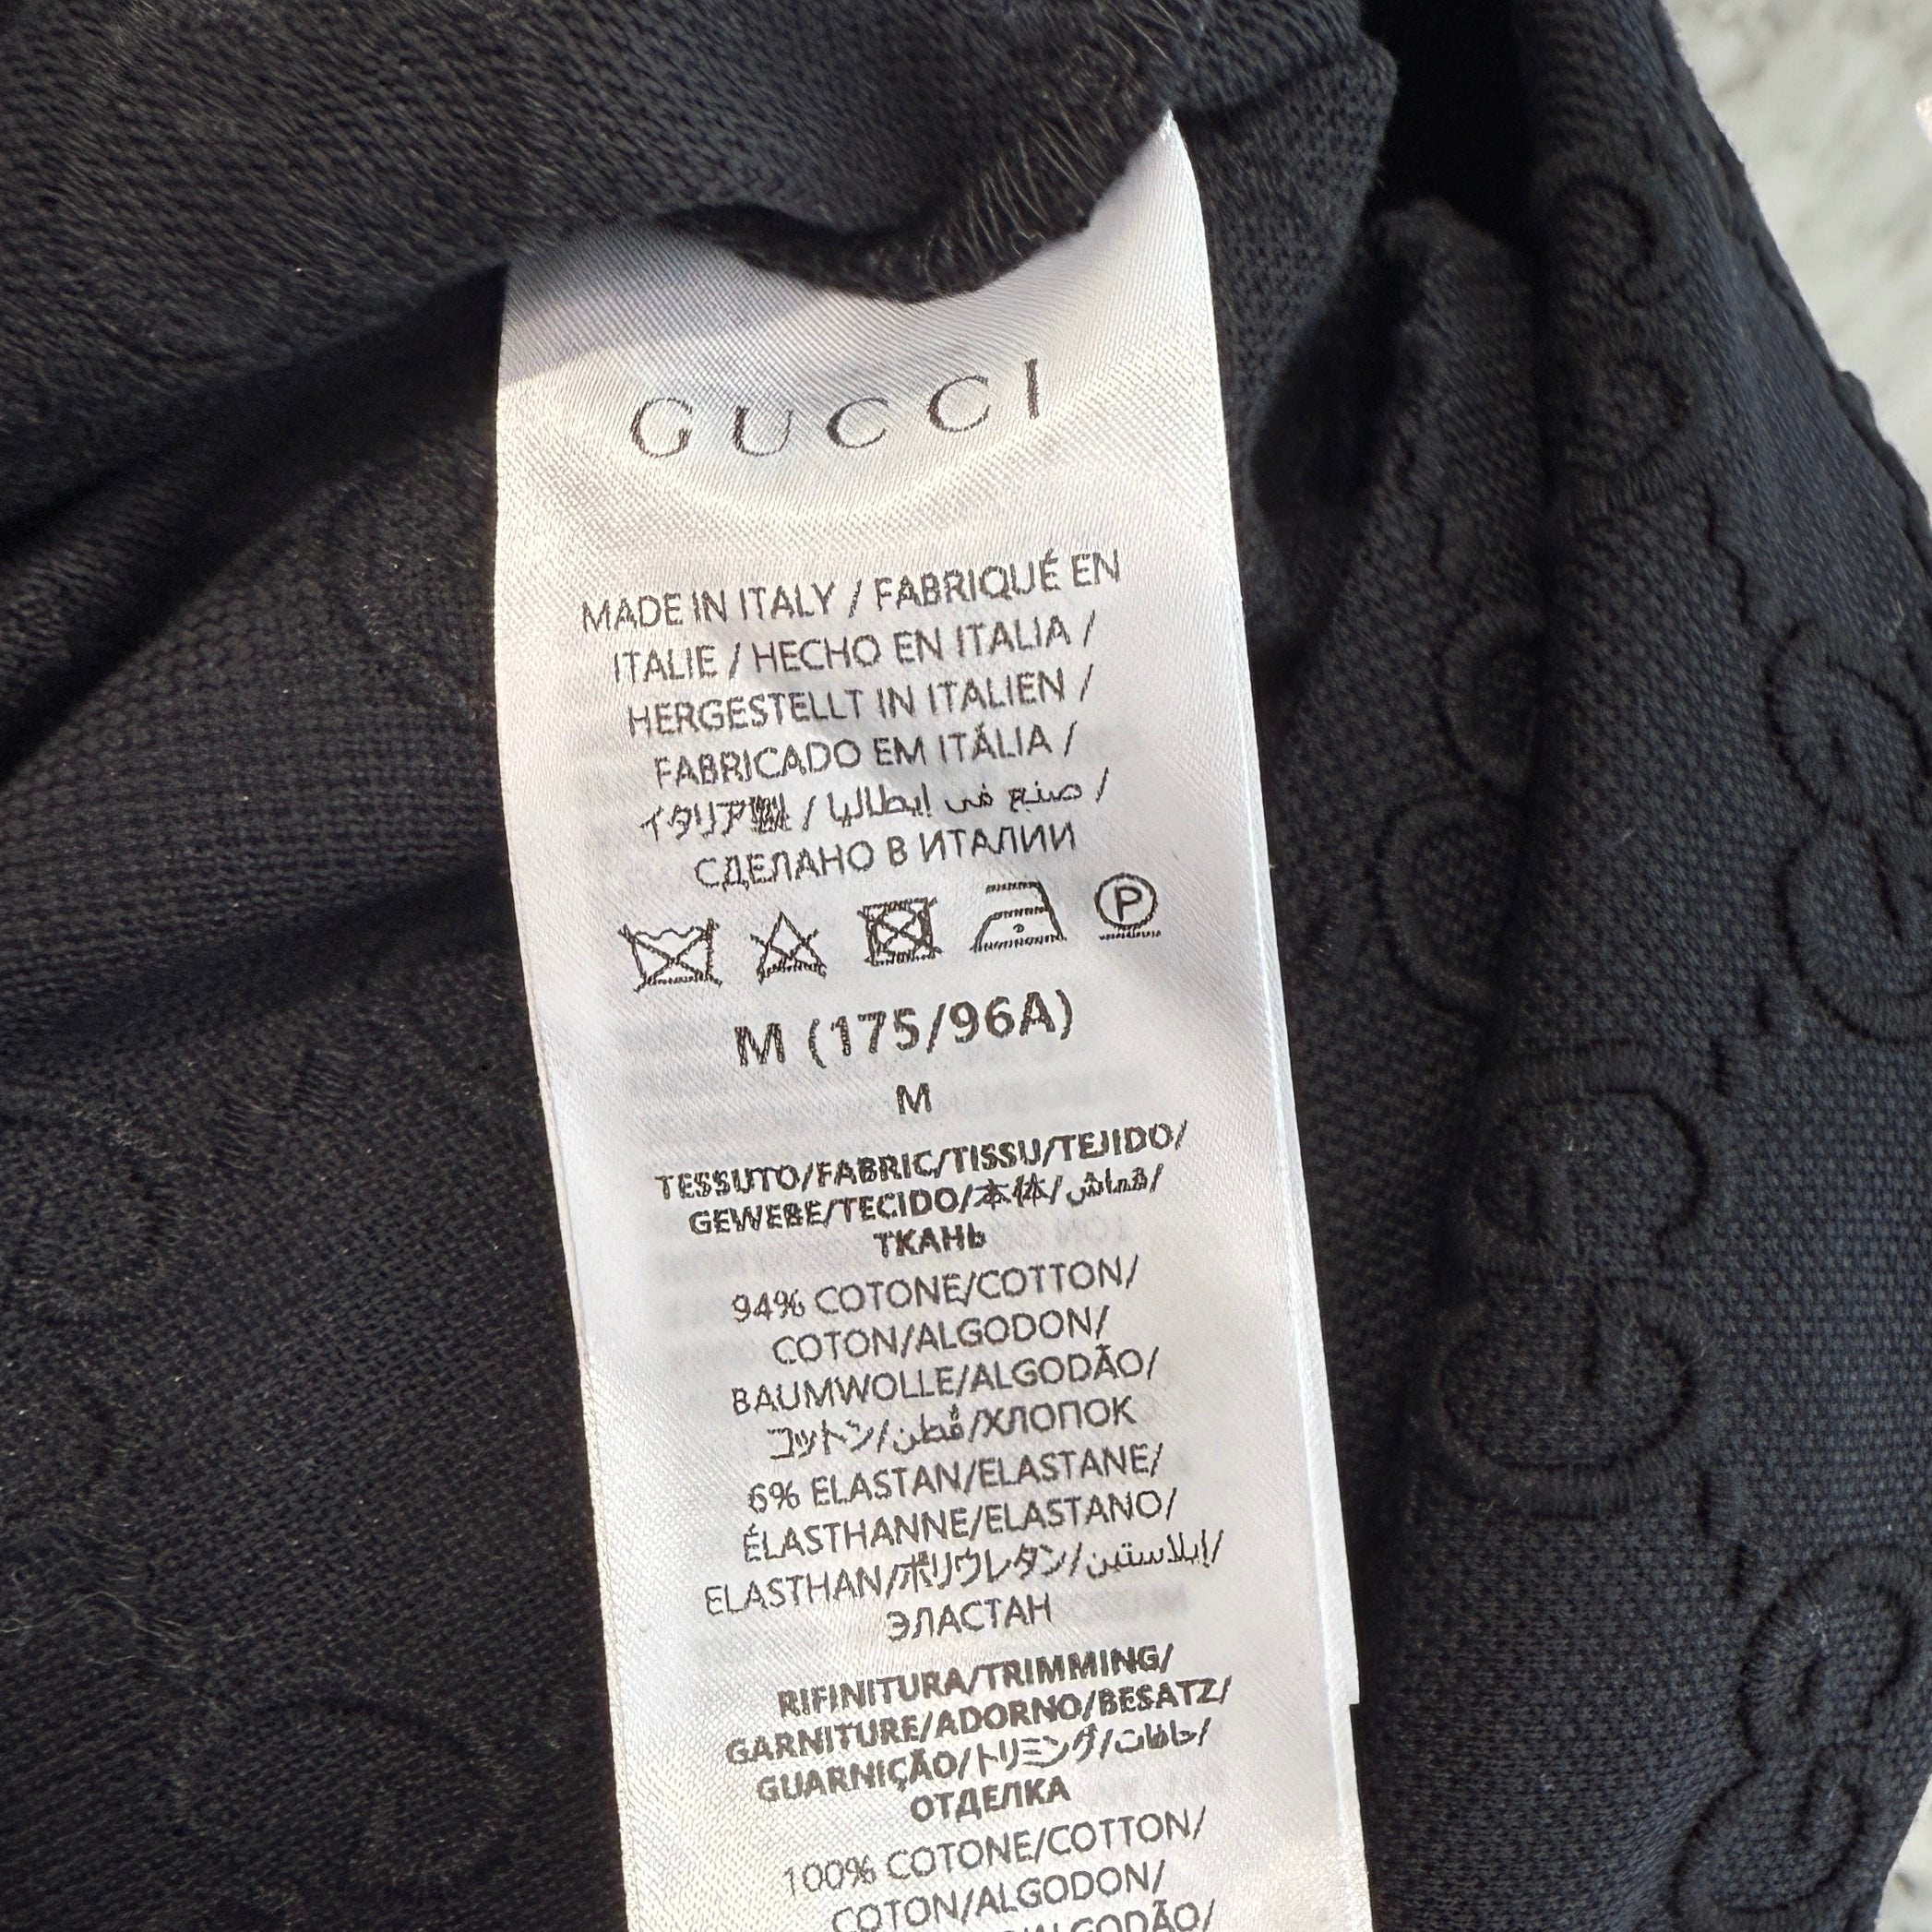 GUCCI
MADE IN ITALY / FABRIQUÉ EN
ITALIE / HECHO EN ITALIA /
HERGESTELLT IN ITALIEN /
FABRICADO EM ITÁLIA /
イタリア製 / صنع في إيطاليا /
СДЕЛАНО В ИТАЛИИ
P
M (175/96A)
M
TESSUTO/FABRIC/TISSU/TEJIDO/
GEWEBE/TECIDO/本体/قماش/
ТКАНЬ
94% COTONE/COTTON/
COTON/ALGODON/
BAUMWOLLE/ALGODÃO/
コットン/قُطن/ХЛОПОК
6% ELASTAN/ELASTANE/
ÉLASTHANNE/ELASTANO/
ELASTHAN/ポリウレタン/إيلاستين/
ЭЛАСТАН
RIFINITURA/TRIMMING/
GARNITURE/ADORNO/BESATZ/
GUARNIÇÃO/トリミング/
ОТДЕЛКА
100% COTONE/COTTON/
COTON/ALGODON/
/ALGODÃO/